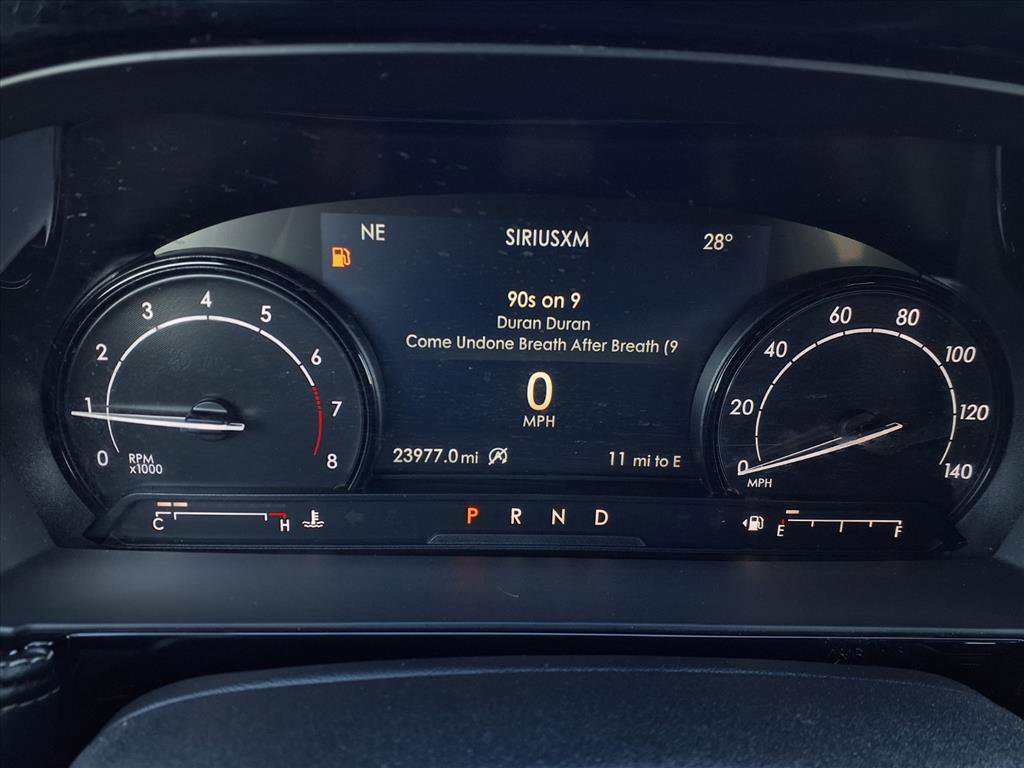 NE
SIRIUSXM
28°
90s on 9
Duran Duran
Come Undone Breath After Breath (9
0
MPH
23977.0 mi
11 mi to E
0
1
2
3
4
5
6
7
8
RPM
x1000
0
20
40
60
80
100
120
140
MPH
C
H
P R N D
E
F